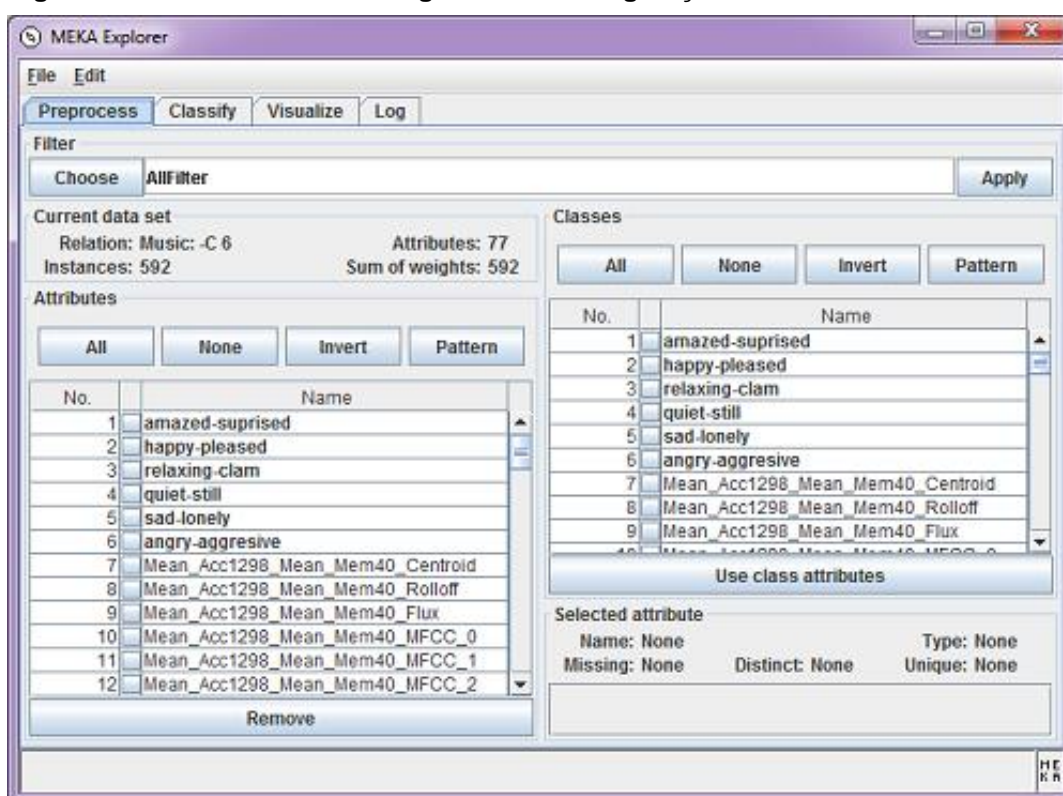 MEKA Explorer
File Edit
Preprocess Classify Visualize Log
Filter
Choose AllFilter Apply
Current data set
Relation: Music: -C 6 Attributes: 77
Instances: 592 Sum of weights: 592
Attributes
All None Invert Pattern
No. Name
1 amazed-suprised
2 happy-pleased
3 relaxing-clam
4 quiet-still
5 sad-lonely
6 angry-aggresive
7 Mean_Acc1298_Mean_Mem40_Centroid
8 Mean_Acc1298_Mean_Mem40_Rolloff
9 Mean_Acc1298_Mean_Mem40_Flux
10 Mean_Acc1298_Mean_Mem40_MFCC_0
11 Mean_Acc1298_Mean_Mem40_MFCC_1
12 Mean_Acc1298_Mean_Mem40_MFCC_2
Remove
Classes
All None Invert Pattern
No. Name
1 amazed-suprised
2 happy-pleased
3 relaxing-clam
4 quiet-still
5 sad-lonely
6 angry-aggresive
7 Mean_Acc1298_Mean_Mem40_Centroid
8 Mean_Acc1298_Mean_Mem40_Rolloff
9 Mean_Acc1298_Mean_Mem40_Flux
Use class attributes
Selected attribute
Name: None Type: None
Missing: None Distinct: None Unique: None
ME
KA